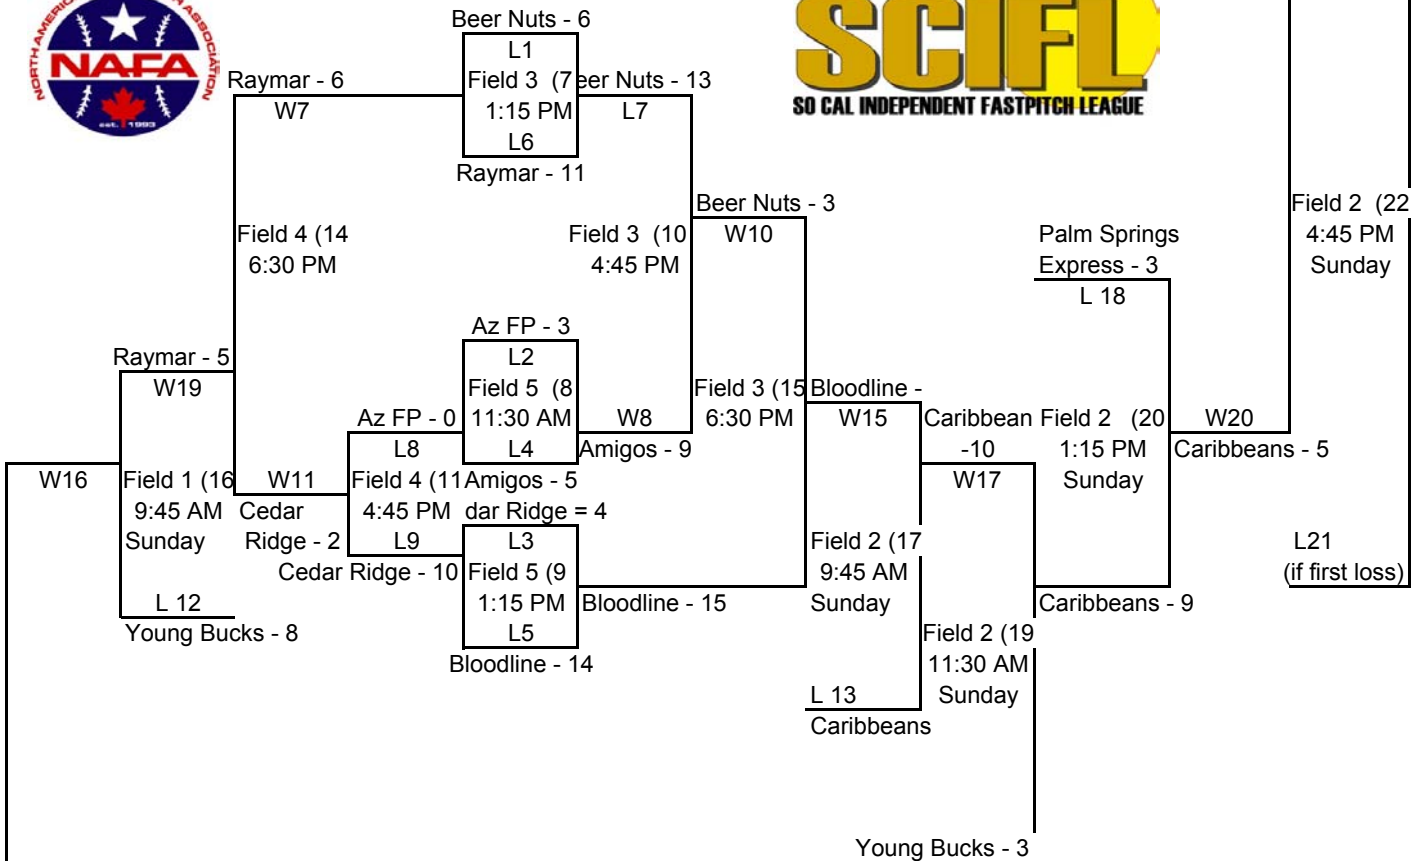 NAFA
est. 1993
SCIFL
SO CAL INDEPENDENT FASTPITCH LEAGUE
Beer Nuts - 6
L1
Raymar - 6
Field 3 (7
eer Nuts - 13
W7
1:15 PM
L7
L6
Raymar - 11
Beer Nuts - 3
Field 2 (22
Field 4 (14
Field 3 (10
W10
Palm Springs
4:45 PM
6:30 PM
4:45 PM
Express - 3
Sunday
L 18
Az FP - 3
Raymar - 5
L2
W19
Field 5 (8
Field 3 (15
Bloodline -
Az FP - 0
11:30 AM
W8
6:30 PM
W15
Caribbean
Field 2 (20
W20
L8
L4
Amigos - 9
-10
1:15 PM
Caribbeans - 5
W16
Field 1 (16
W11
Field 4 (11
Amigos - 5
W17
Sunday
9:45 AM
Cedar
4:45 PM
dar Ridge = 4
Sunday
Ridge - 2
L9
L3
Field 2 (17
L21
Cedar Ridge - 10
Field 5 (9
9:45 AM
(if first loss)
L 12
1:15 PM
Bloodline - 15
Sunday
Caribbeans - 9
Young Bucks - 8
L5
Field 2 (19
Bloodline - 14
11:30 AM
L 13
Sunday
Caribbeans
Young Bucks - 3